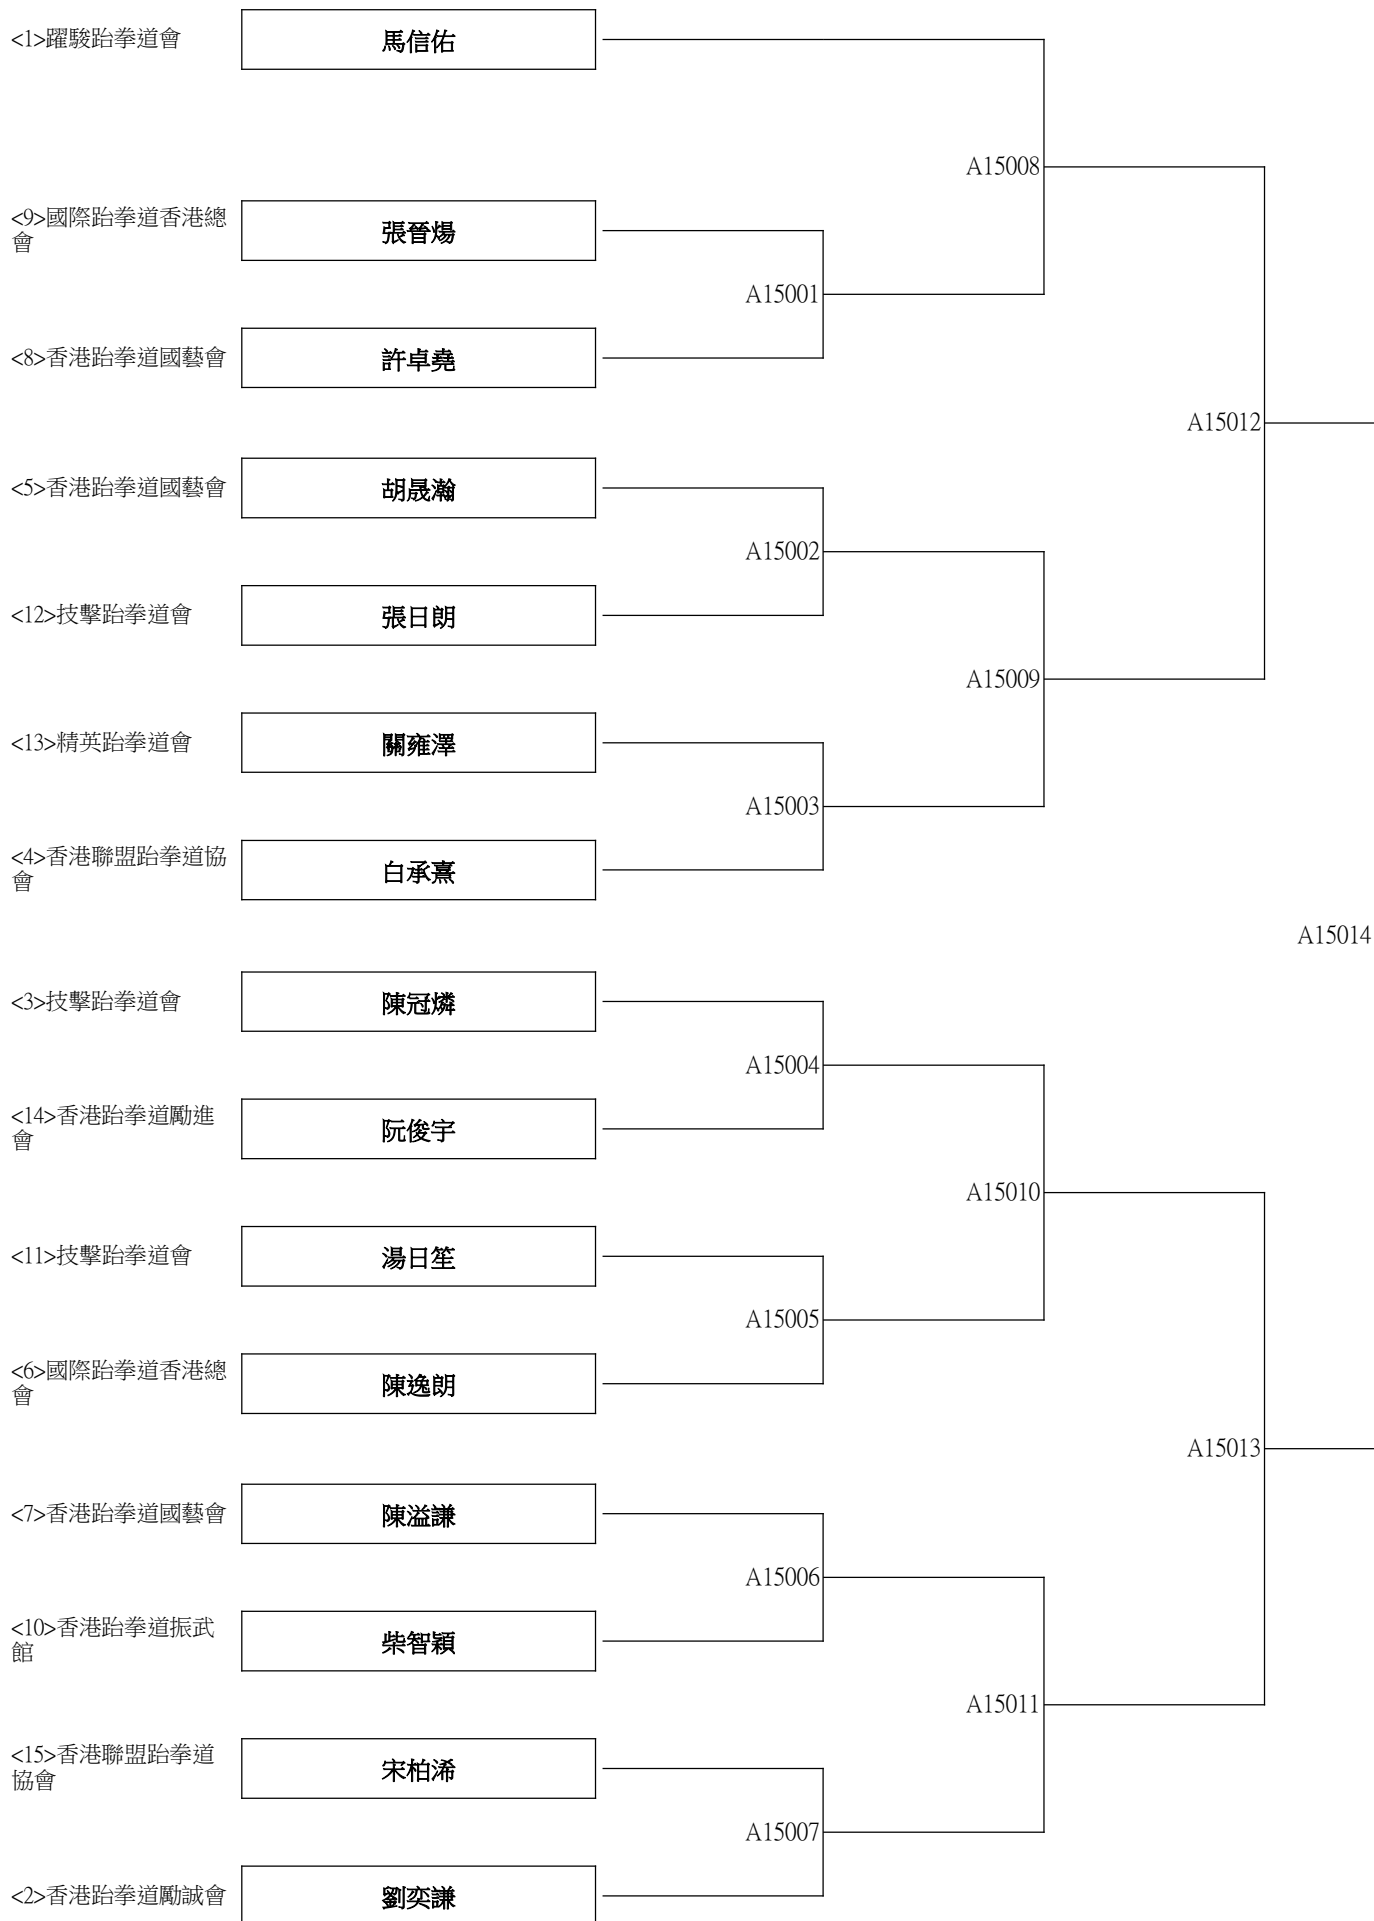 <1>躍駿跆拳道會
馬信佑
A15008
<9>國際跆拳道香港總
會
張晉煬
A15001
<8>香港跆拳道國藝會
許卓堯
A15012
<5>香港跆拳道國藝會
胡晟瀚
A15002
<12>技擊跆拳道會
張日朗
A15009
<13>精英跆拳道會
關雍澤
A15003
<4>香港聯盟跆拳道協
會
白承熹
A15014
<3>技擊跆拳道會
陳冠燐
A15004
<14>香港跆拳道勵進
會
阮俊宇
A15010
<11>技擊跆拳道會
湯日笙
A15005
<6>國際跆拳道香港總
會
陳逸朗
A15013
<7>香港跆拳道國藝會
陳溢謙
A15006
<10>香港跆拳道振武
館
柴智穎
A15011
<15>香港聯盟跆拳道
協會
宋柏浠
A15007
<2>香港跆拳道勵誠會
劉奕謙